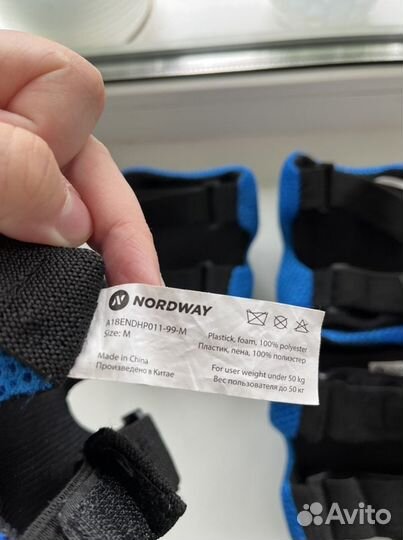 NORDWAY
A18ENDHP011-99-M
Size: M
Made in China
Произведено в Китае
Plastick, foam, 100% polyester
Пластик, пена, 100% полиэстер
For user weight under 50 kg
Вес пользователя до 50 кг
Avito